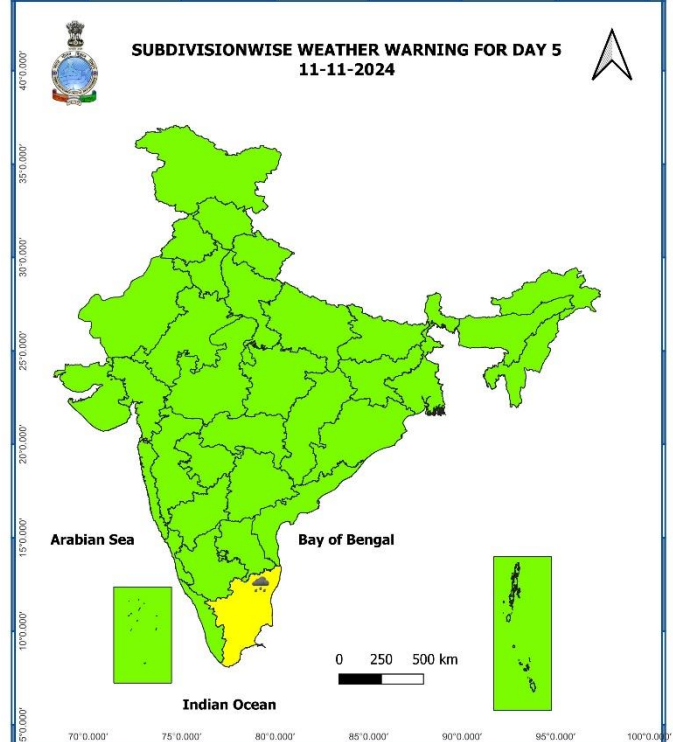 SUBDIVISIONWISE WEATHER WARNING FOR DAY 5
11-11-2024
40°0.000'
35°0.000'
30°0.000'
25°0.000'
20°0.000'
15°0.000'
10°0.000'
5°0.000'
Arabian Sea
Bay of Bengal
0 250 500 km
Indian Ocean
70°0.000' 75°0.000' 80°0.000' 85°0.000' 90°0.000' 95°0.000' 100°0.000'